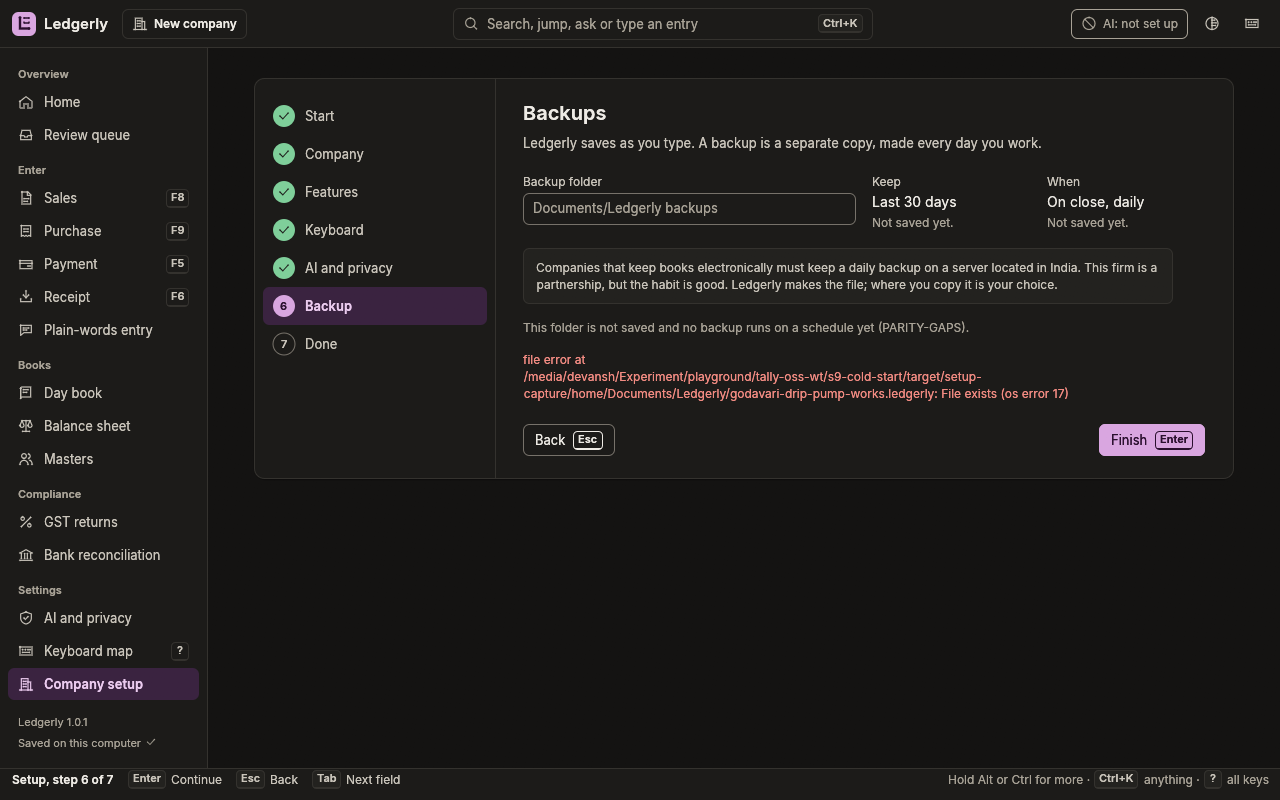 Ledgerly
New company
Search, jump, ask or type an entry
Ctrl+K
AI: not set up
Overview
Home
Review queue
Enter
Sales F8
Purchase F9
Payment F5
Receipt F6
Plain-words entry
Books
Day book
Balance sheet
Masters
Compliance
GST returns
Bank reconciliation
Settings
AI and privacy
Keyboard map ?
Company setup
Ledgerly 1.0.1
Saved on this computer
Start
Company
Features
Keyboard
AI and privacy
6 Backup
7 Done
Backups
Ledgerly saves as you type. A backup is a separate copy, made every day you work.
Backup folder
Documents/Ledgerly backups
Keep
Last 30 days
Not saved yet.
When
On close, daily
Not saved yet.
Companies that keep books electronically must keep a daily backup on a server located in India. This firm is a
partnership, but the habit is good. Ledgerly makes the file; where you copy it is your choice.
This folder is not saved and no backup runs on a schedule yet (PARITY-GAPS).
file error at
/media/devansh/Experiment/playground/tally-oss-wt/s9-cold-start/target/setup-
capture/home/Documents/Ledgerly/godavari-drip-pump-works.ledgerly: File exists (os error 17)
Back Esc
Finish Enter
Setup, step 6 of 7 Enter Continue Esc Back Tab Next field
Hold Alt or Ctrl for more · Ctrl+K anything · ? all keys